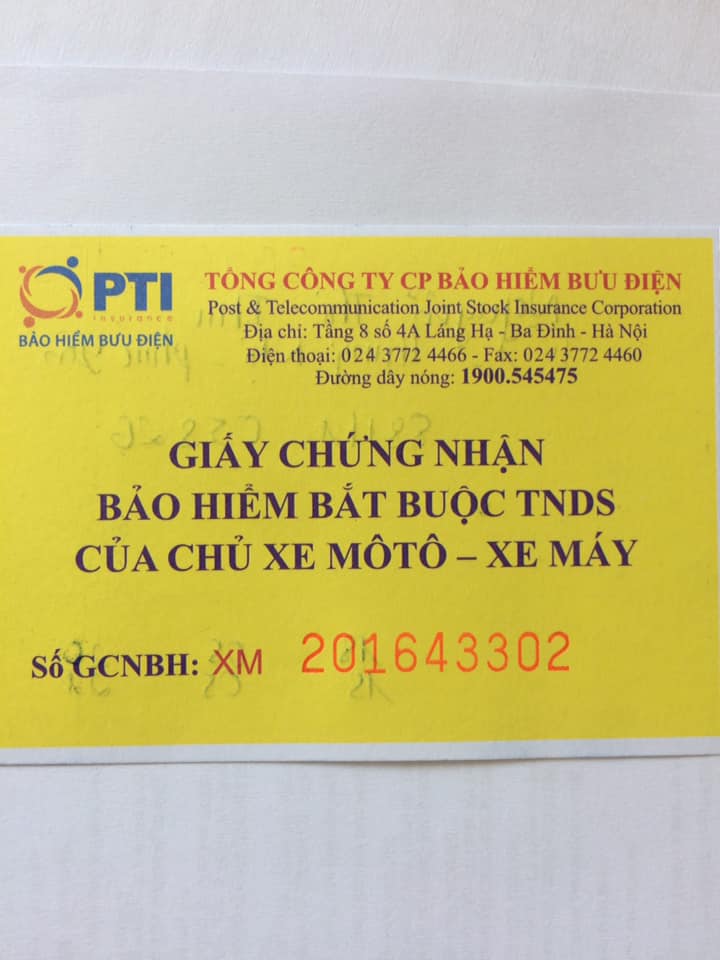 PTI
insurance
BẢO HIỂM BƯU ĐIỆN
TỔNG CÔNG TY CP BẢO HIỂM BƯU ĐIỆN
Post & Telecommunication Joint Stock Insurance Corporation
Địa chỉ: Tầng 8 số 4A Láng Hạ - Ba Đình - Hà Nội
Điện thoại: 024 3772 4466 - Fax: 024 3772 4460
Đường dây nóng: 1900.545475
GIẤY CHỨNG NHẬN
BẢO HIỂM BẮT BUỘC TNDS
CỦA CHỦ XE MÔTÔ – XE MÁY
Số GCNBH: XM 201643302